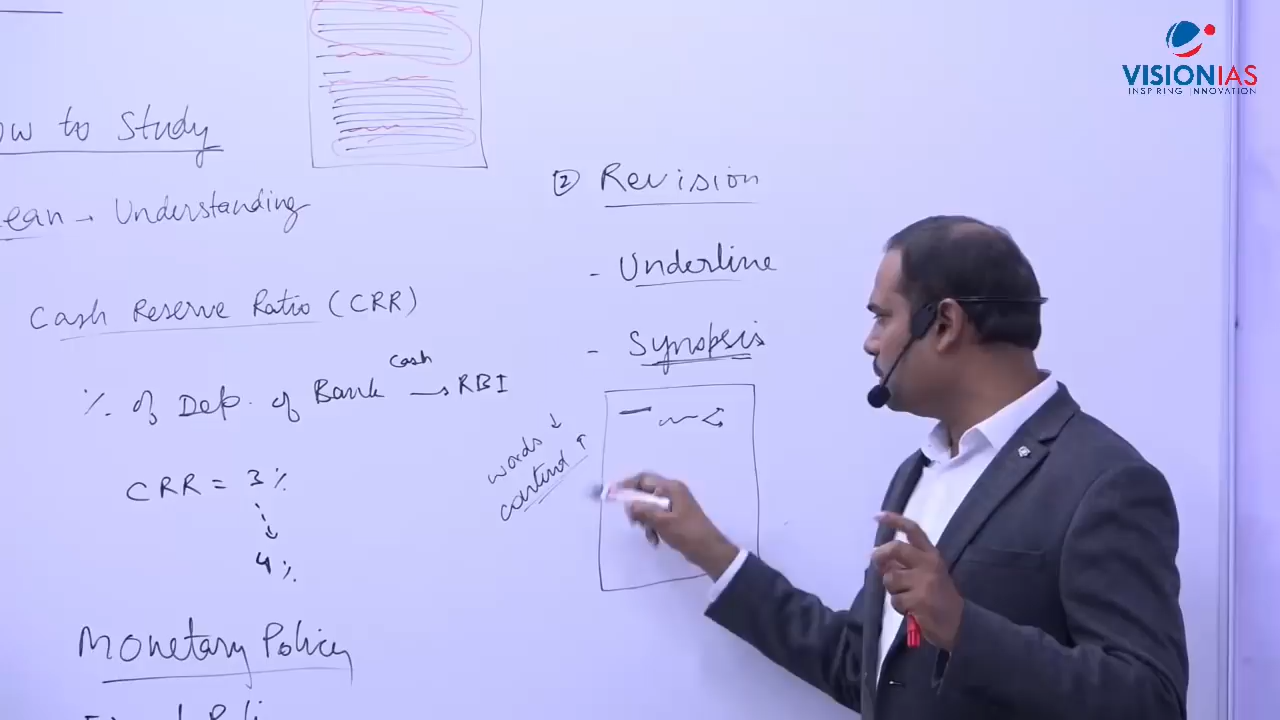 VISIONIAS
INSPIRING INNOVATION
ow to Study
ean → Understanding
Cash Reserve Ratio (CRR)
% of Dep. of Bank cash → RBI
CRR = 3%
4%
Monetary Policy
② Revision
- Underline
- Synopsis
words ↓
content ↑